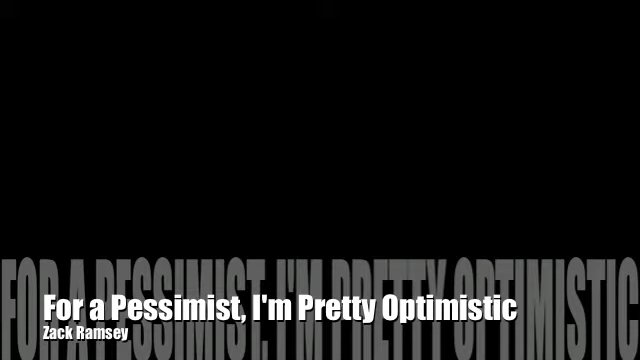 FOR A PESSIMIST, I'M PRETTY OPTIMISTIC.
For a Pessimist, I'm Pretty Optimistic
Zack Ramsey